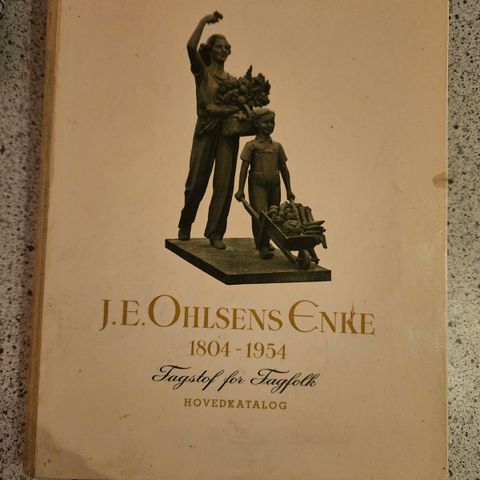 J.E. OHLSENS ENKE
1804-1954
Fagstof for Fagfolk
HOVEDKATALOG